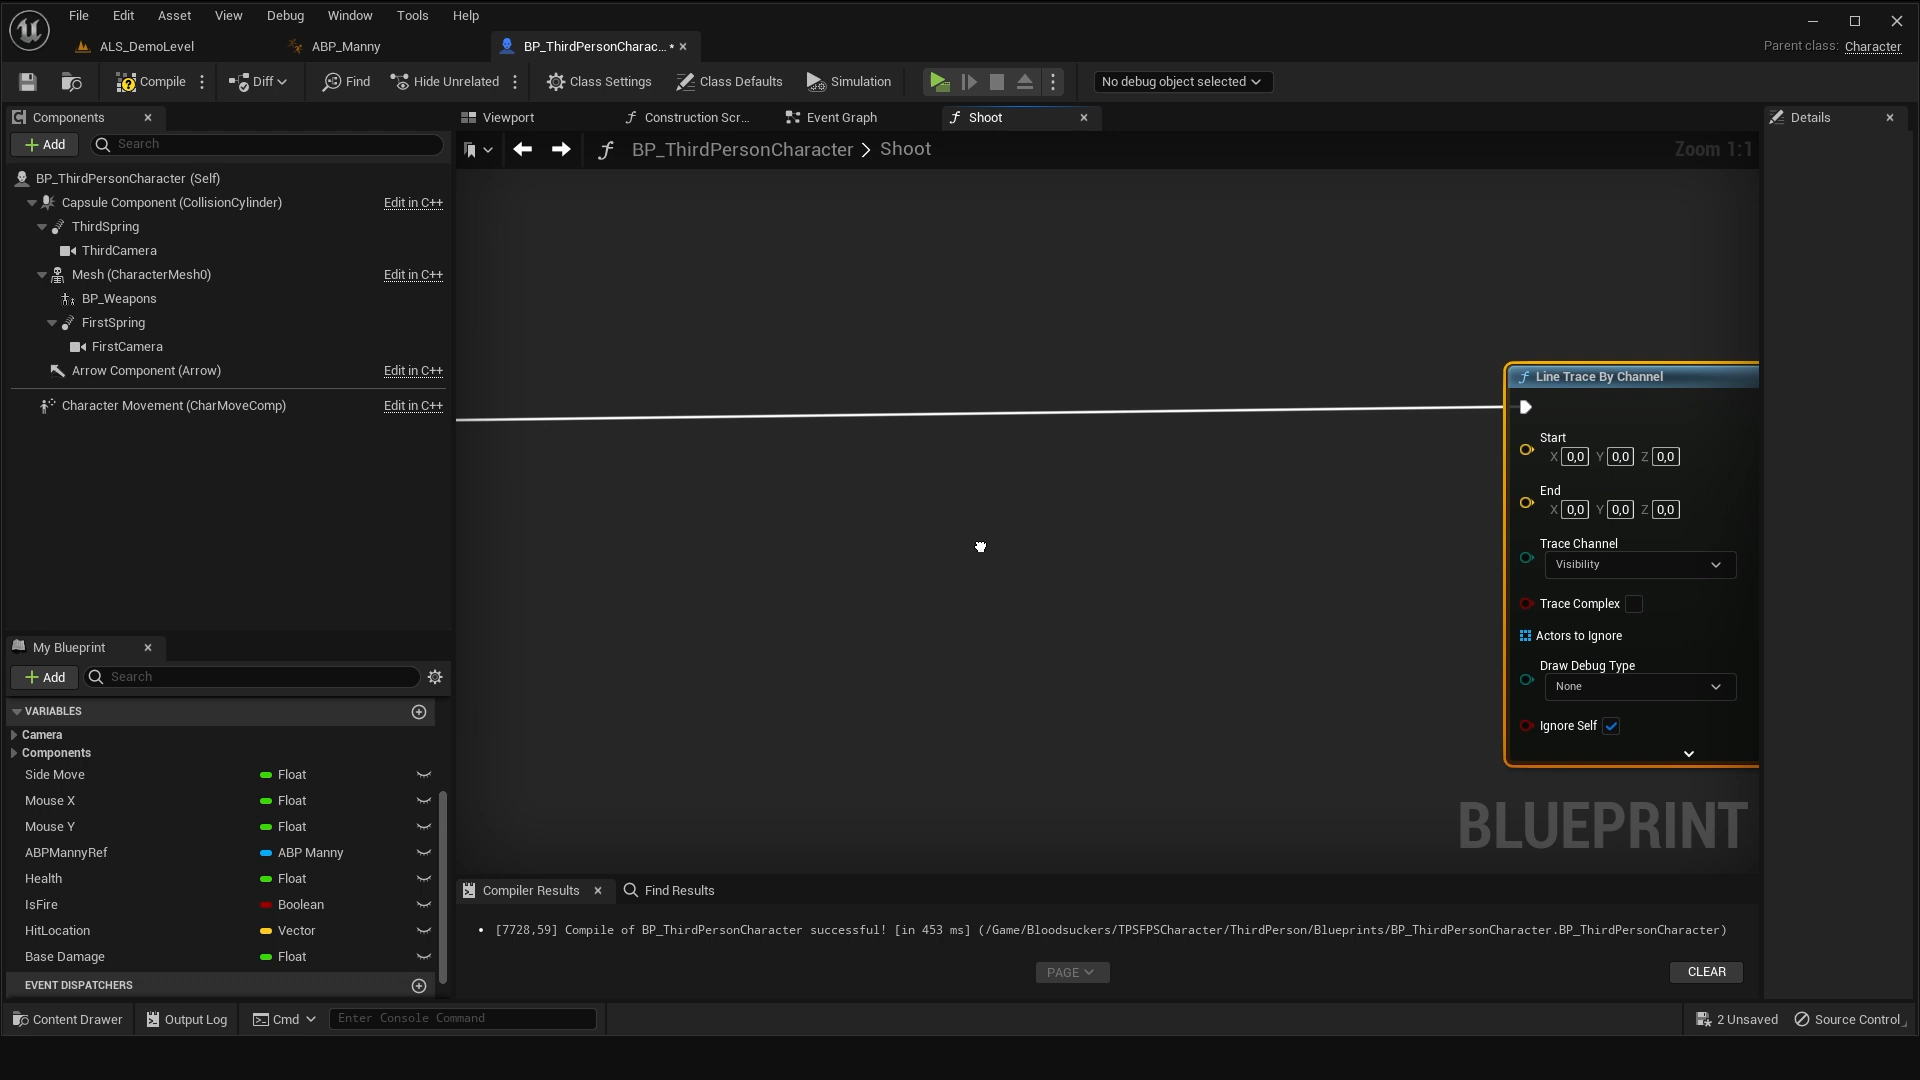 File Edit Asset View Debug Window Tools Help
ALS_DemoLevel ABP_Manny BP_ThirdPersonCharac... *
Parent class: Character
Compile Diff Find Hide Unrelated Class Settings Class Defaults Simulation No debug object selected
Components
Add Search
BP_ThirdPersonCharacter (Self)
Capsule Component (CollisionCylinder) Edit in C++
ThirdSpring
ThirdCamera
Mesh (CharacterMesh0) Edit in C++
BP_Weapons
FirstSpring
FirstCamera
Arrow Component (Arrow) Edit in C++
Character Movement (CharMoveComp) Edit in C++
Viewport Construction Scr... Event Graph Shoot
BP_ThirdPersonCharacter > Shoot
Zoom 1:1
Line Trace By Channel
Start
X 0,0 Y 0,0 Z 0,0
End
X 0,0 Y 0,0 Z 0,0
Trace Channel
Visibility
Trace Complex
Actors to Ignore
Draw Debug Type
None
Ignore Self
BLUEPRINT
Details
My Blueprint
Add Search
VARIABLES
Camera
Components
Side Move Float
Mouse X Float
Mouse Y Float
ABPMannyRef ABP Manny
Health Float
IsFire Boolean
HitLocation Vector
Base Damage Float
EVENT DISPATCHERS
Compiler Results Find Results
• [7728,59] Compile of BP_ThirdPersonCharacter successful! [in 453 ms] (/Game/Bloodsuckers/TPSFPSCharacter/ThirdPerson/Blueprints/BP_ThirdPersonCharacter.BP_ThirdPersonCharacter)
PAGE CLEAR
Content Drawer Output Log Cmd Enter Console Command 2 Unsaved Source Control